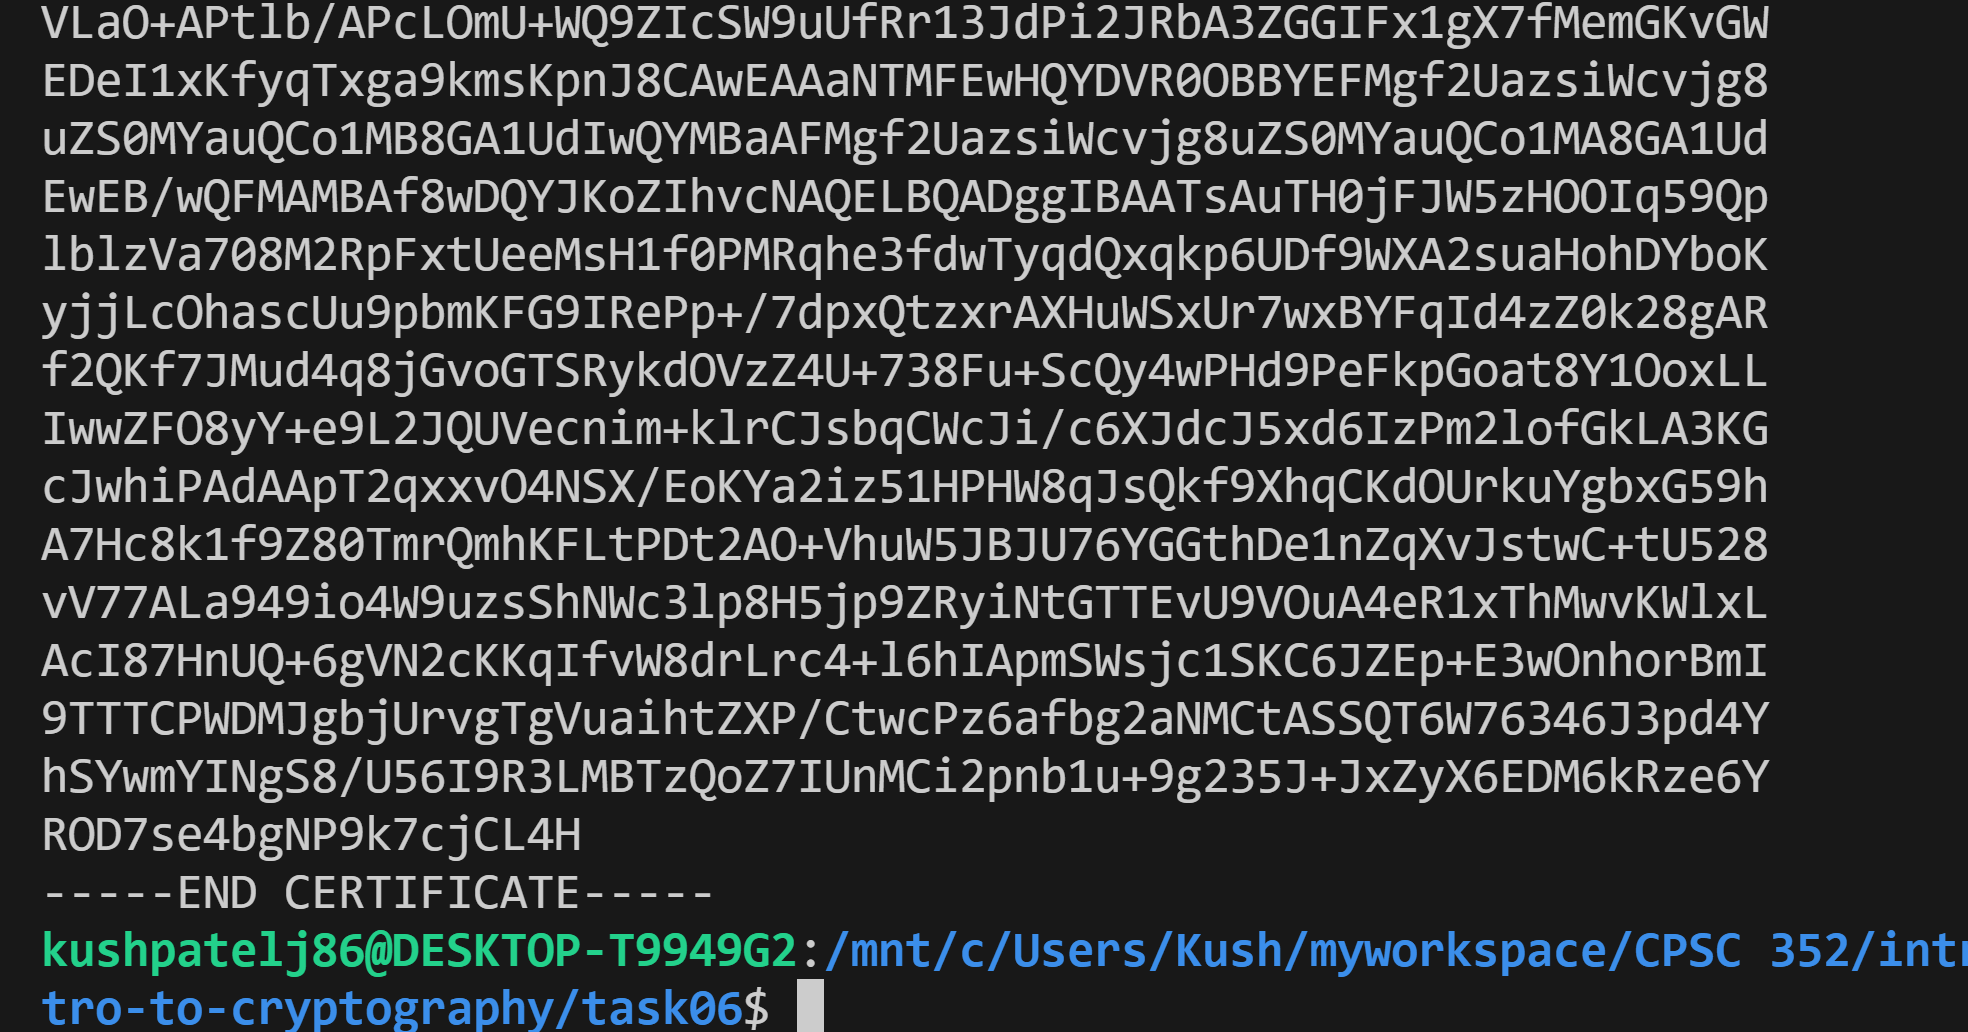 VLaO+APtlb/APcLOmU+WQ9ZIcSW9uUfRr13JdPi2JRbA3ZGGIFx1gX7fMemGKvGW
EDeI1xKfyqTxga9kmsKpnJ8CAwEAAaNTMFEwHQYDVR0OBBYEFMgf2UazsiWcvjg8
uZS0MYauQCo1MB8GA1UdIwQYMBaAFMgf2UazsiWcvjg8uZS0MYauQCo1MA8GA1Ud
EwEB/wQFMAMBAf8wDQYJKoZIhvcNAQELBQADggIBAATsAuTH0jFJW5zHOOIq59Qp
lblzVa708M2RpFxtUeeMsH1f0PMRqhe3fdwTyqdQxqkp6UDf9WXA2suaHohDYboK
yjjLcOhascUu9pbmKFG9IRePp+/7dpxQtzxrAXHuWSxUr7wxBYFqId4zZ0k28gAR
f2QKf7JMud4q8jGvoGTSRykdOVzZ4U+738Fu+ScQy4wPHd9PeFkpGoat8Y1OoxLL
IwwZFO8yY+e9L2JQUVecnim+klrCJsbqCWcJi/c6XJdcJ5xd6IzPm2lofGkLA3KG
cJwhiPAdAApT2qxxvO4NSX/EoKYa2iz51HPHW8qJsQkf9XhqCKdOUrkuYgbxG59h
A7Hc8k1f9Z80TmrQmhKFLtPDt2AO+VhuW5JBJU76YGGthDe1nZqXvJstwC+tU528
vV77ALa949io4W9uzsShNWc3lp8H5jp9ZRyiNtGTTEvU9VOuA4eR1xThMwvKWlxL
AcI87HnUQ+6gVN2cKKqIfvW8drLrc4+l6hIApmSWsjc1SKC6JZEp+E3wOnhorBmI
9TTTCPWDMJgbjUrvgTgVuaihtZXP/CtwcPz6afbg2aNMCtASSQT6W76346J3pd4Y
hSYwmYINgS8/U56I9R3LMBTzQoZ7IUnMCi2pnb1u+9g235J+JxZyX6EDM6kRze6Y
ROD7se4bgNP9k7cjCL4H
-----END CERTIFICATE-----
kushpatelj86@DESKTOP-T9949G2:/mnt/c/Users/Kush/myworkspace/CPSC 352/intr
tro-to-cryptography/task06$